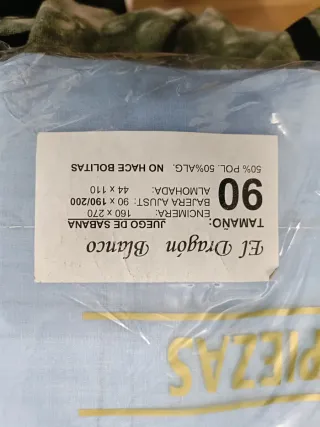 El Dragón Blanco
JUEGO DE SABANA
TAMAÑO:
ENCIMERA: 160 x 270
90 BAJERA AJUST: 90 x 190/200
ALMOHADA: 44 x 110
50% POL. 50%ALG. NO HACE BOLITAS
PIEZAS